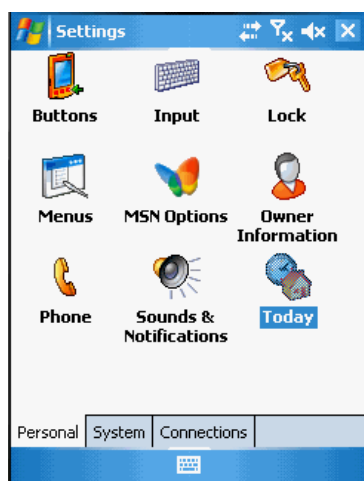 Settings
Buttons
Input
Lock
Menus
MSN Options
Owner
Information
Phone
Sounds &
Notifications
Today
Personal
System
Connections